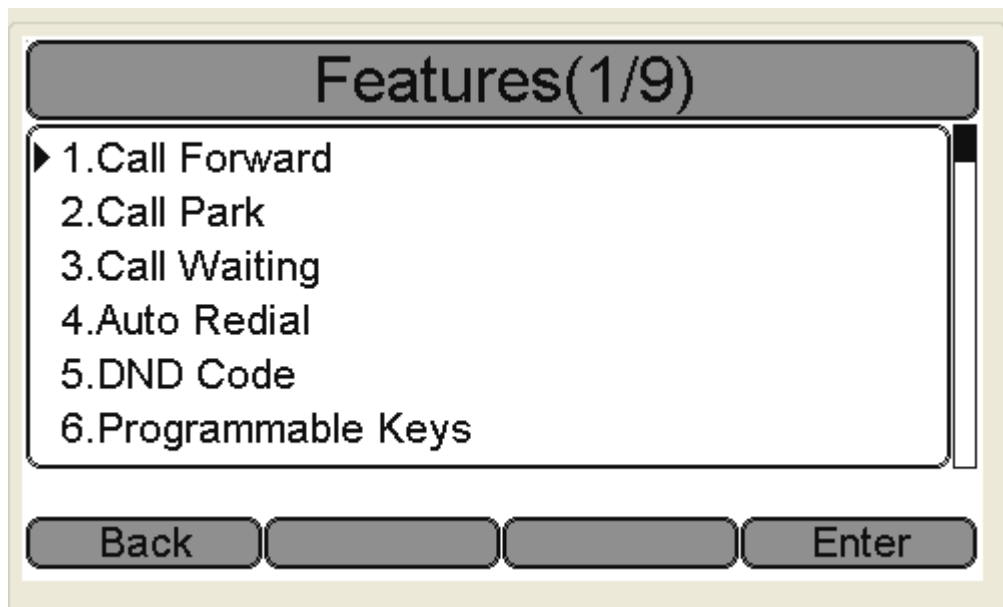 Features(1/9)
1.Call Forward
2.Call Park
3.Call Waiting
4.Auto Redial
5.DND Code
6.Programmable Keys
Back Enter